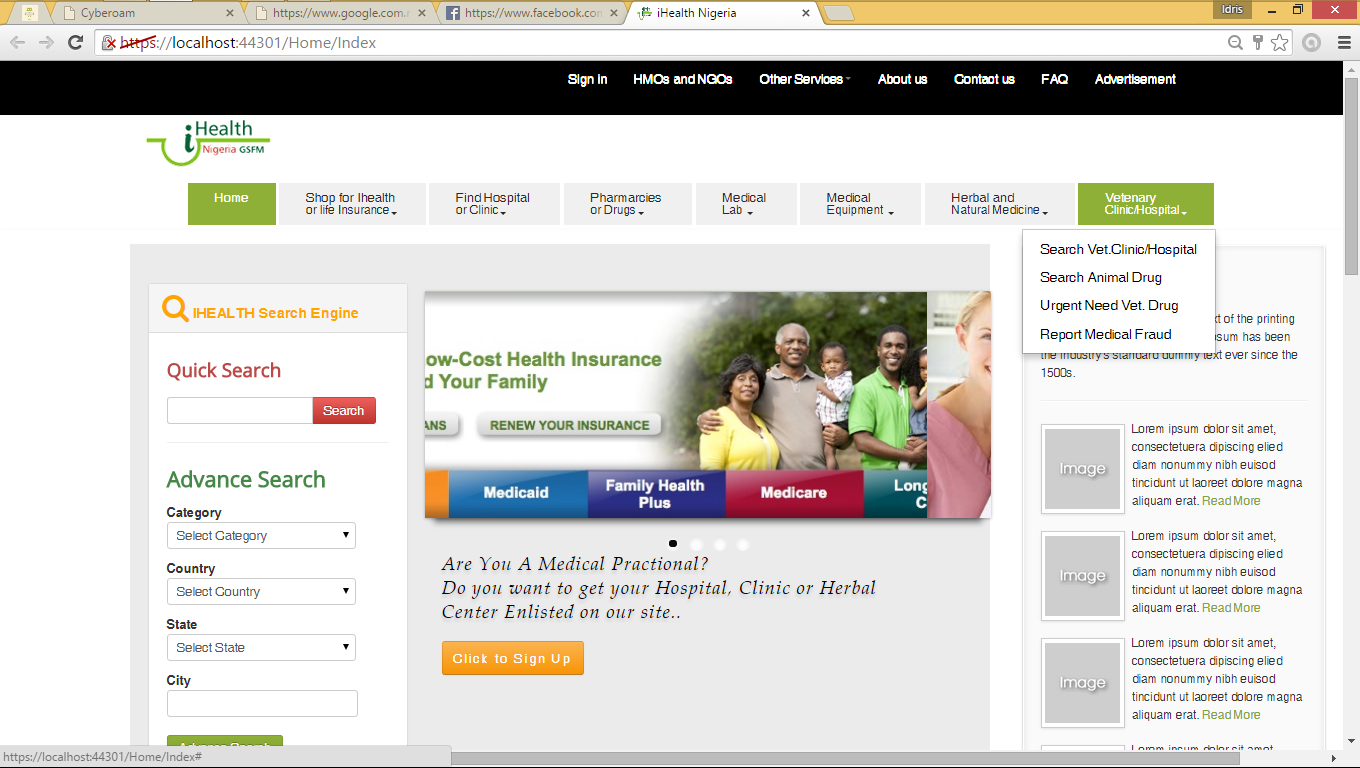 Cyberoam
https://www.google.com.
https://www.facebook.con
iHealth Nigeria
Idris
https://localhost:44301/Home/Index
Sign in
HMOs and NGOs
Other Services
About us
Contact us
FAQ
Advertisement
iHealth
Nigeria GSFM
Home
Shop for Ihealth
or life Insurance
Find Hospital
or Clinic
Pharmarcies
or Drugs
Medical
Lab
Medical
Equipment
Herbal and
Natural Medicine
Vetenary
Clinic/Hospital
Search Vet.Clinic/Hospital
Search Animal Drug
Urgent Need Vet. Drug
Report Medical Fraud
IHEALTH Search Engine
Quick Search
Search
Advance Search
Category
Select Category
Country
Select Country
State
Select State
City
Advance Search
ow-Cost Health Insurance
d Your Family
ANS
RENEW YOUR INSURANCE
Medicaid
Family Health
Plus
Medicare
Long
C
Are You A Medical Practional?
Do you want to get your Hospital, Clinic or Herbal
Center Enlisted on our site..
Click to Sign Up
xt of the printing
psum has been
the industry's standard dummy text ever since the
1500s.
Image
Lorem ipsum dolor sit amet,
consectetuera dipiscing elied
diam nonummy nibh euisod
tincidunt ut laoreet dolore magna
aliquam erat. Read More
Image
Lorem ipsum dolor sit amet,
consectetuera dipiscing elied
diam nonummy nibh euisod
tincidunt ut laoreet dolore magna
aliquam erat. Read More
Image
Lorem ipsum dolor sit amet,
consectetuera dipiscing elied
diam nonummy nibh euisod
tincidunt ut laoreet dolore magna
aliquam erat. Read More
Lorem ipsum dolor sit amet,
https://localhost:44301/Home/Index#